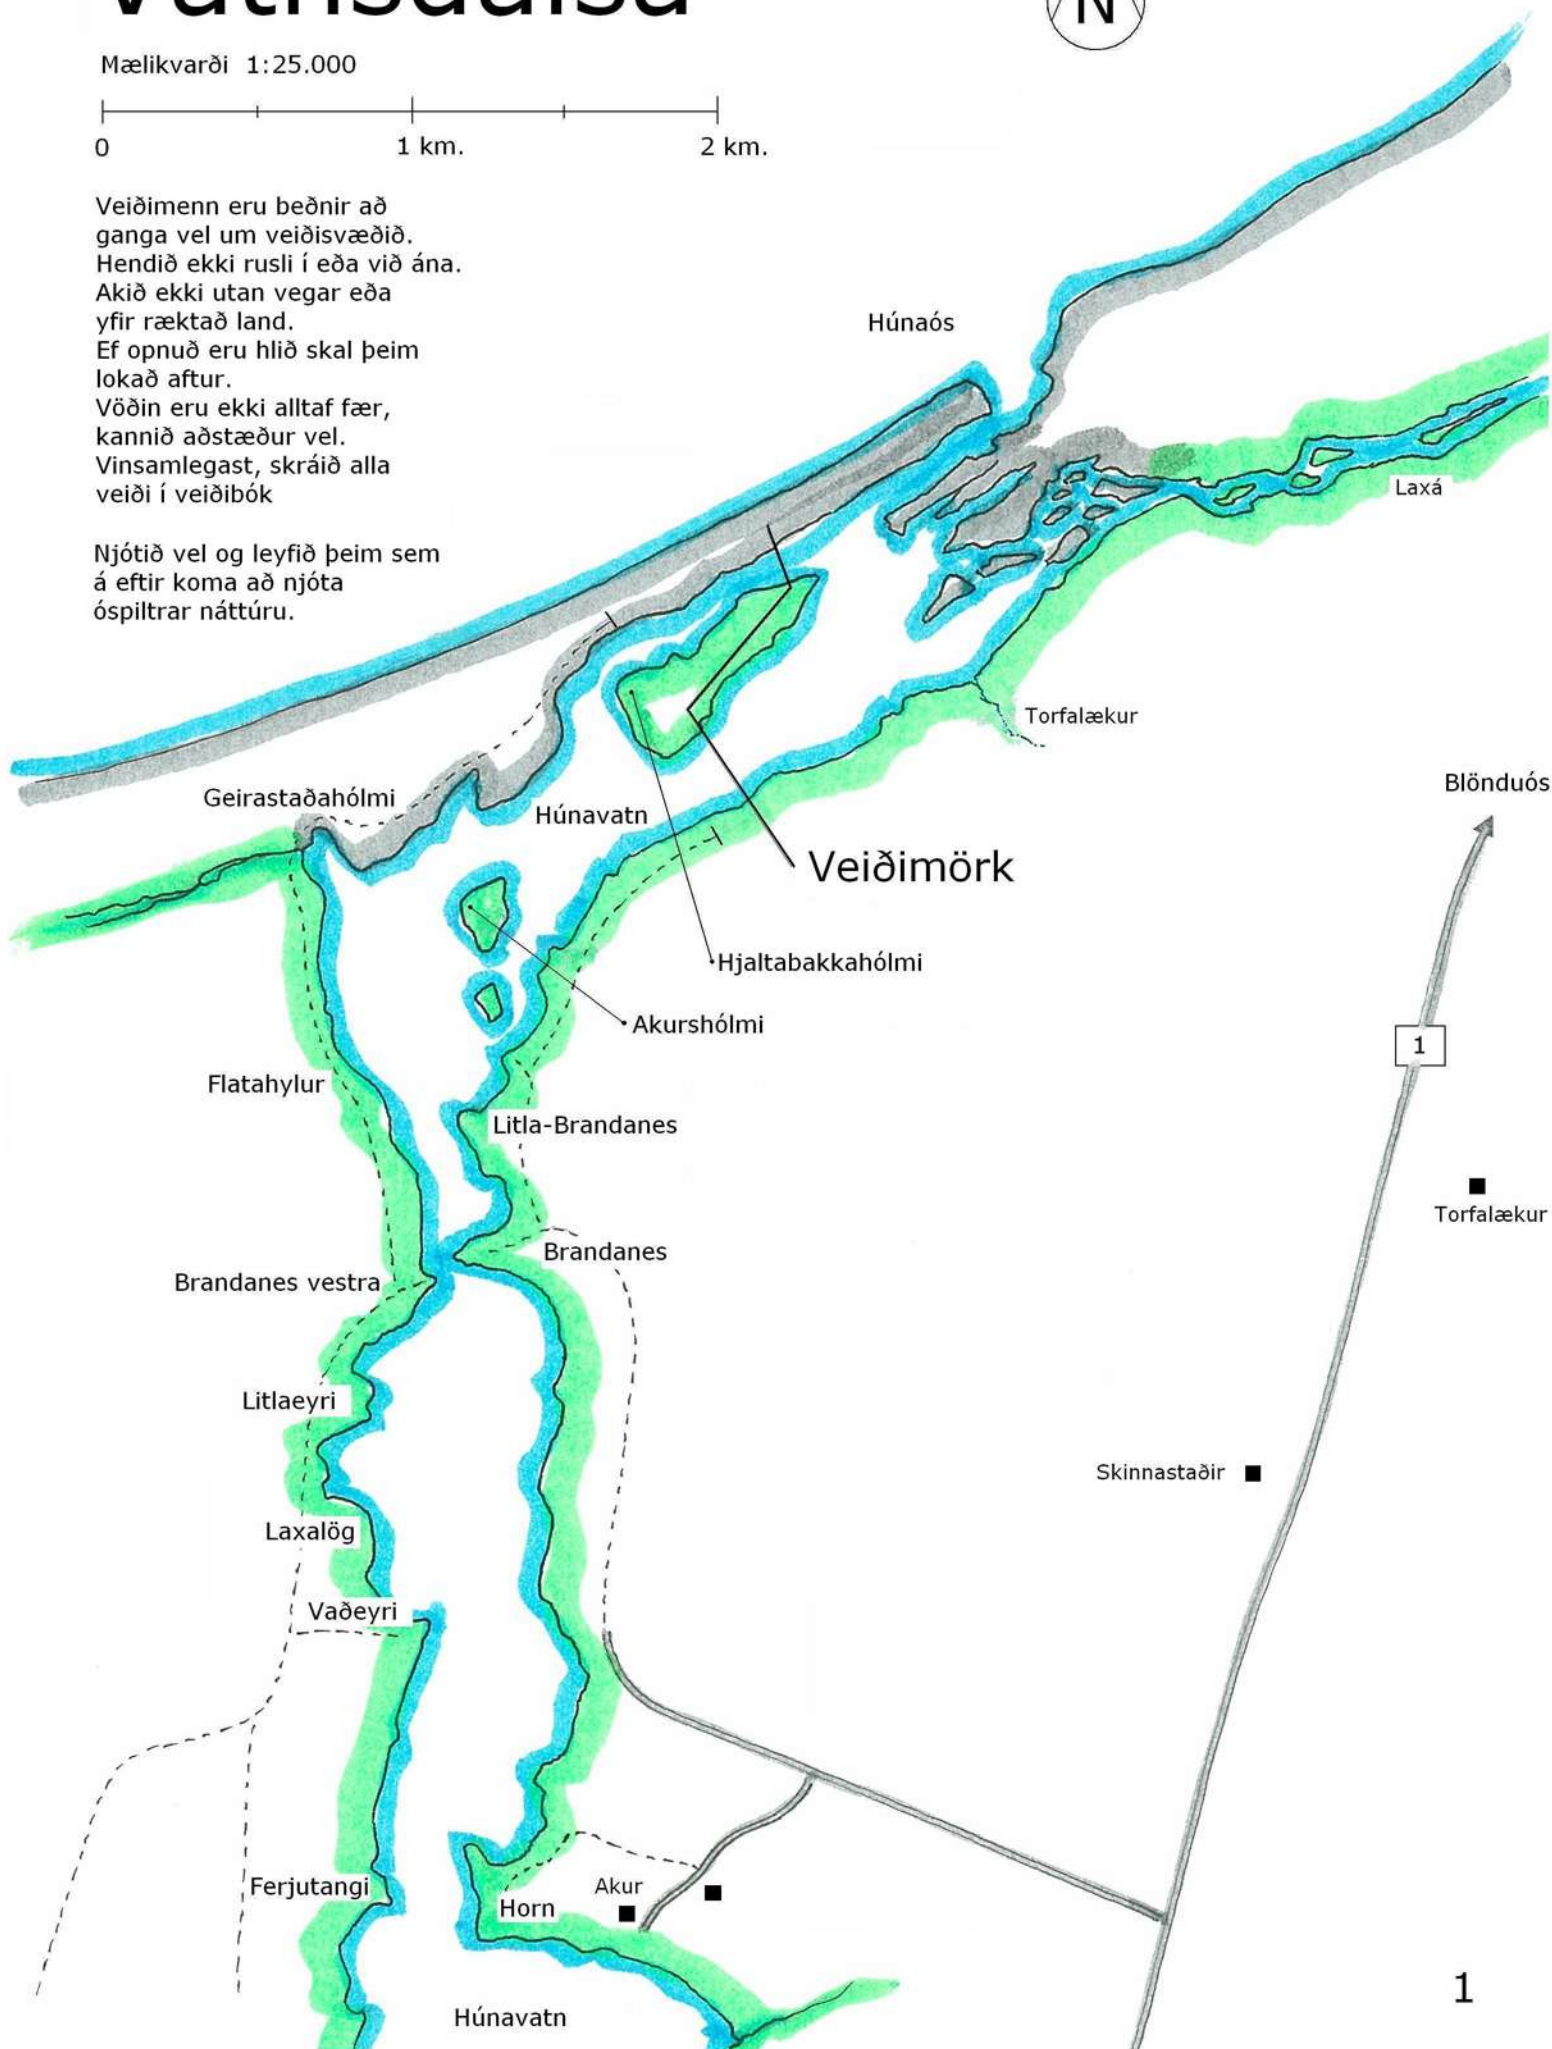 Vatnsdalsá
N
Mælikvarði 1:25.000
0
1 km.
2 km.
Veiðimenn eru beðnir að
ganga vel um veiðisvæðið.
Hendið ekki rusli í eða við ána.
Akið ekki utan vegar eða
yfir ræktað land.
Ef opnuð eru hlið skal þeim
lokað aftur.
Vöðin eru ekki alltaf fær,
kannið aðstæður vel.
Vinsamlegast, skráið alla
veiði í veiðibók
Njótið vel og leyfið þeim sem
á eftir koma að njóta
óspiltrar náttúru.
Húnaós
Laxá
Torfalækur
Blönduós
Geirastaðahólmi
Húnavatn
Veiðimörk
Hjaltabakkahólmi
Akurshólmi
1
Flatahylur
Litla-Brandanes
Torfalækur
Brandanes
Brandanes vestra
Litlaeyri
Skinnastaðir
Laxalög
Vaðeyri
Ferjutangi
Akur
Horn
Húnavatn
1